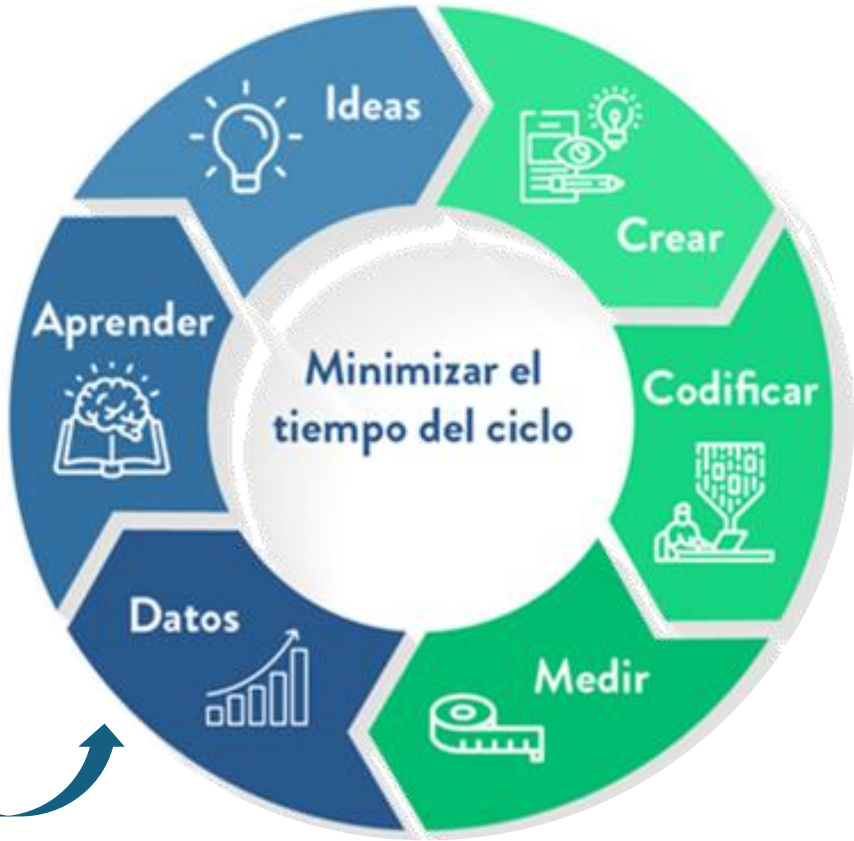 Ideas
Crear
Codificar
Medir
Datos
Aprender
Minimizar el
tiempo del ciclo